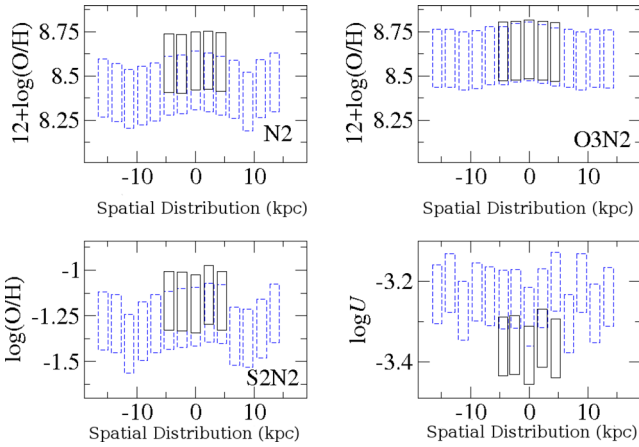 12+log(O/H)
8.75
8.5
8.25
N2
-10
0
10
Spatial Distribution (kpc)
12+log(O/H)
8.75
8.5
8.25
O3N2
-10
0
10
Spatial Distribution (kpc)
log(O/H)
-1
-1.25
-1.5
S2N2
-10
0
10
Spatial Distribution (kpc)
logU
-3.2
-3.4
-10
0
10
Spatial Distribution (kpc)